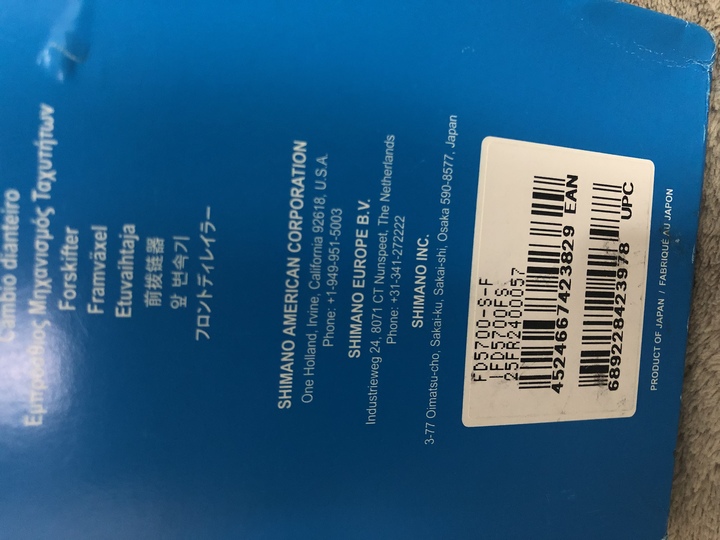 Cambio dianteiro
Εμπρόσθιος Μηχανισμός Ταχυτήτων
Forskifter
Framväxel
Etuvaihtaja
前拨链器
앞 변속기
フロントディレイラー
SHIMANO AMERICAN CORPORATION
One Holland, Irvine, California 92618, U.S.A.
Phone: +1-949-951-5003
SHIMANO EUROPE B.V.
Industrieweg 24, 8071 CT Nunspeet, The Netherlands
Phone: +31-341-272222
SHIMANO INC.
3-77 Oimatsu-cho, Sakai-ku, Sakai-shi, Osaka 590-8577, Japan
FD5700-S-F
IFD5700FS
25FR2400057
4524667423829 EAN
689228423978 UPC
PRODUCT OF JAPAN / FABRIQUÉ AU JAPON